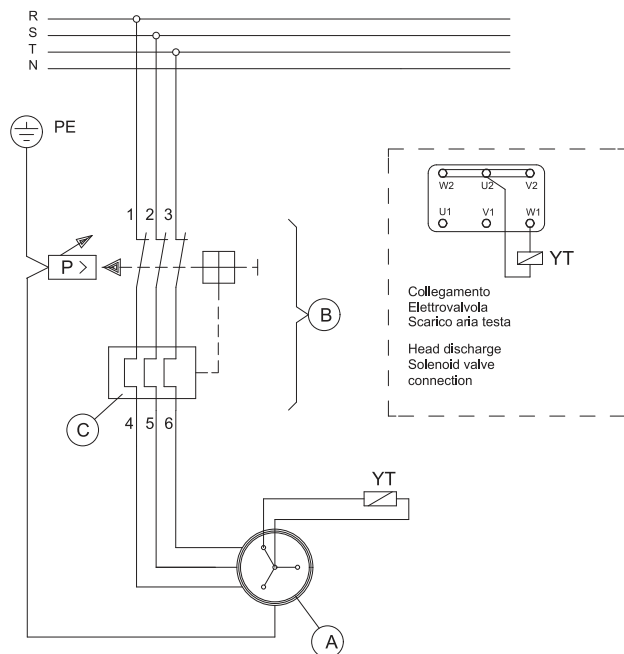 R
S
T
N
PE
1 2 3
P >
B
C
4 5 6
YT
A
W2 U2 V2
U1 V1 W1
YT
Collegamento
Elettrovalvola
Scarico aria testa
Head discharge
Solenoid valve
connection